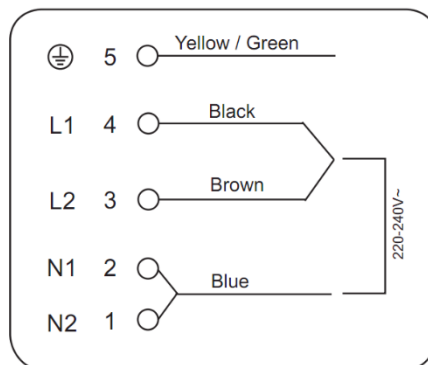 5 Yellow / Green
L1 4 Black
L2 3 Brown
N1 2
Blue
N2 1
220-240V~